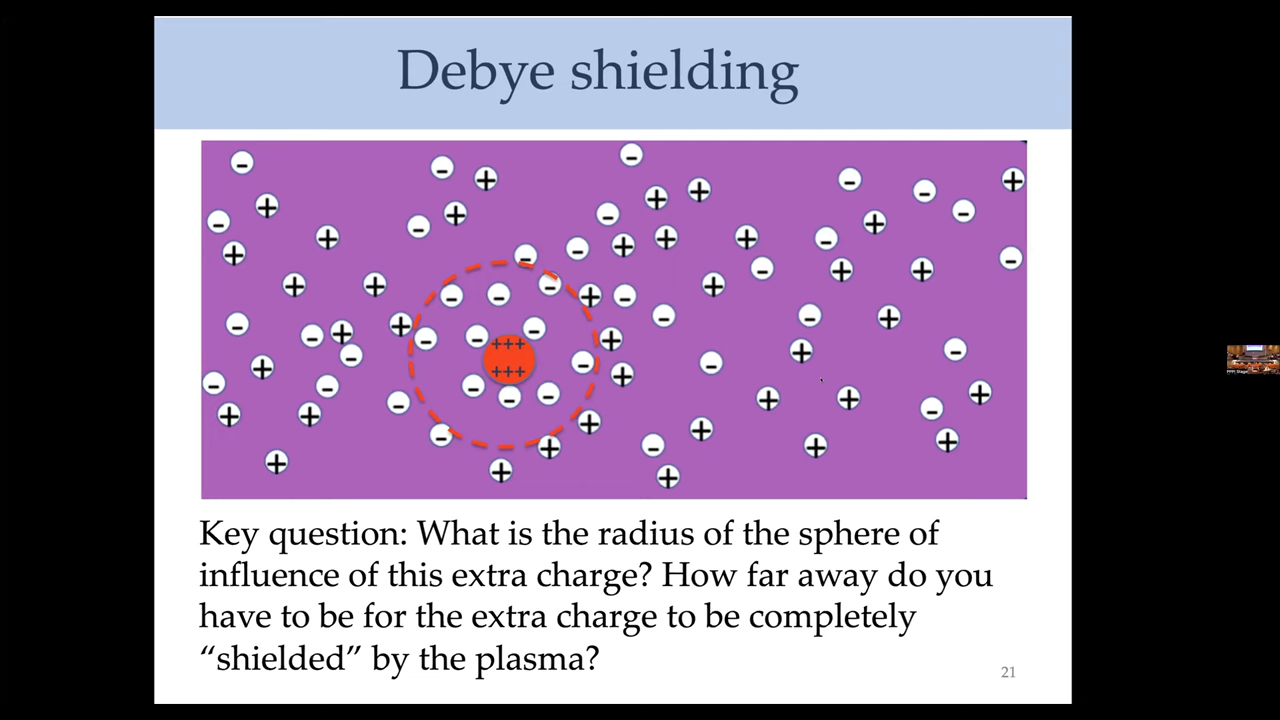 Debye shielding
+++
+++
Key question: What is the radius of the sphere of
influence of this extra charge? How far away do you
have to be for the extra charge to be completely
“shielded” by the plasma?
21